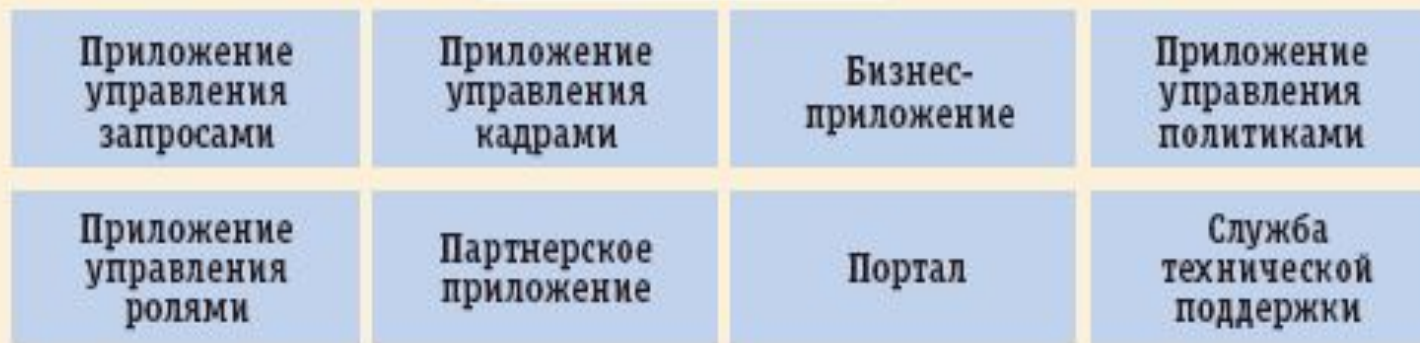 Приложение
управления
запросами
Приложение
управления
кадрами
Бизнес-
приложение
Приложение
управления
политиками
Приложение
управления
ролями
Партнерское
приложение
Портал
Служба
технической
поддержки